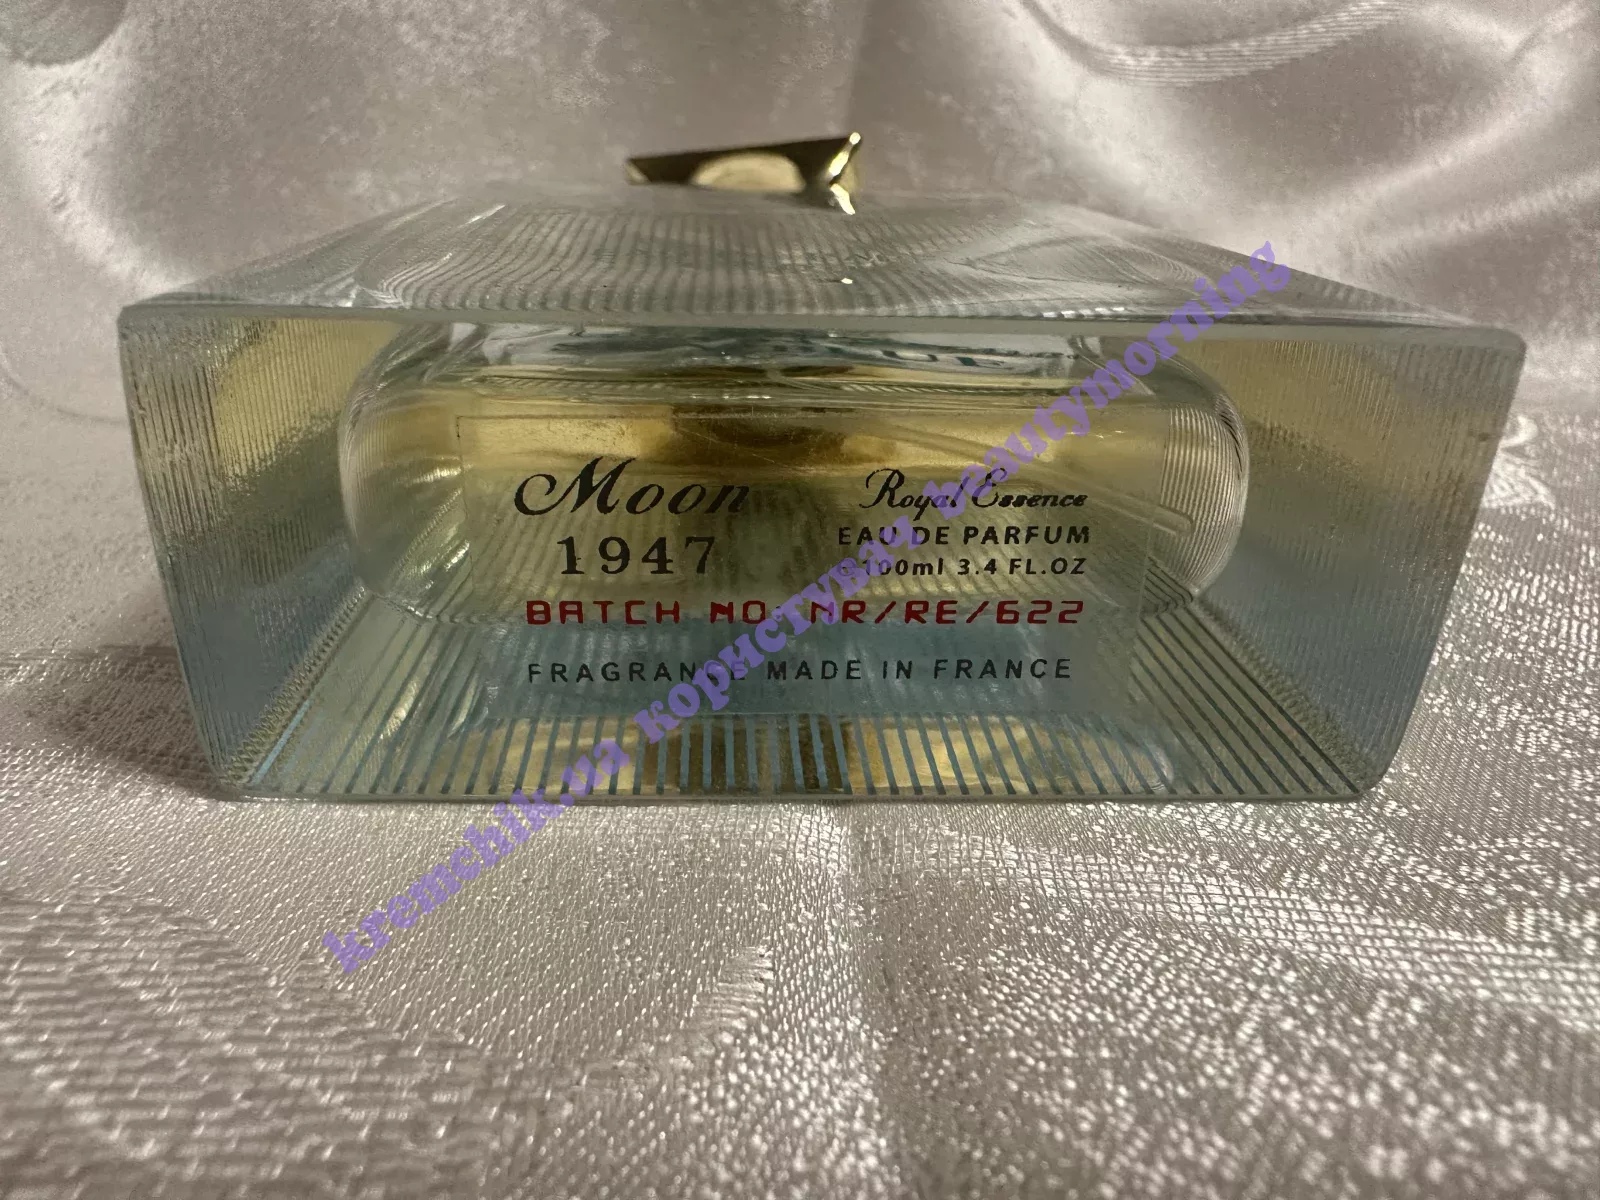 Moon
1947
Royal Essence
EAU DE PARFUM
e 100ml 3.4 FL.OZ
BATCH NO: NR/RE/622
FRAGRANCE MADE IN FRANCE
kremchik.ua користувач beautymorning